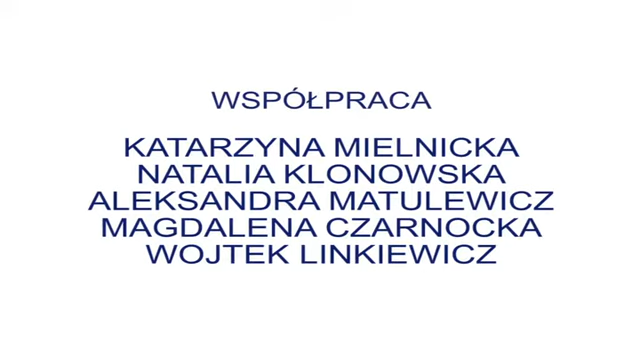 WSPÓŁPRACA
KATARZYNA MIELNICKA
NATALIA KLONOWSKA
ALEKSANDRA MATULEWICZ
MAGDALENA CZARNOCKA
WOJTEK LINKIEWICZ